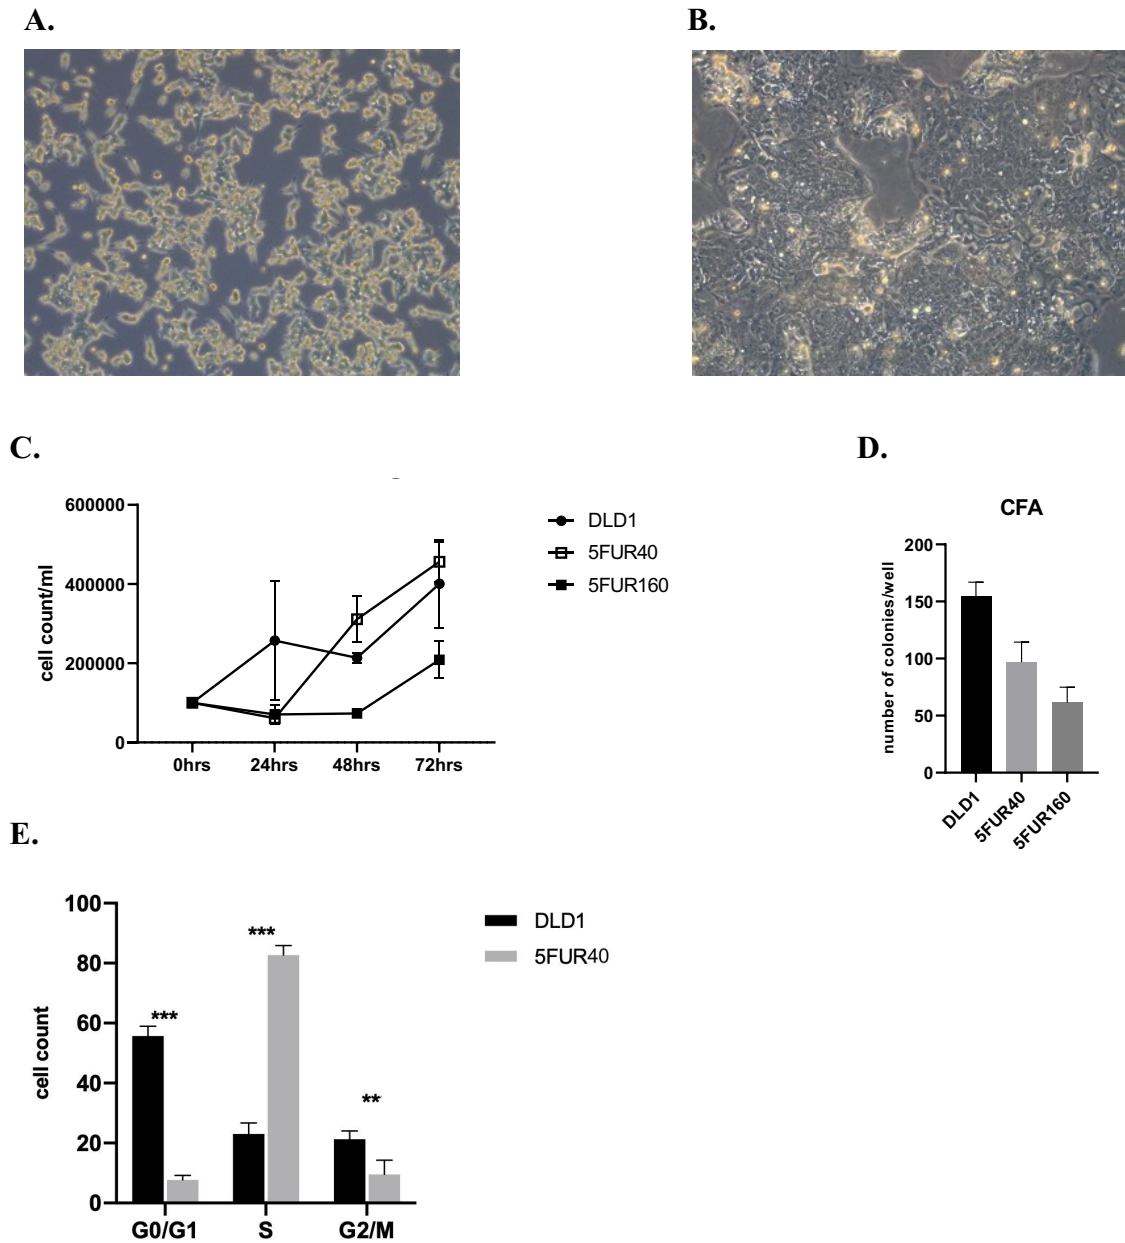 A.
B.
C.
600000
400000
200000
0
cell count/ml
0hrs
24hrs
48hrs
72hrs
DLD1
5FUR40
5FUR160
D.
CFA
200
150
100
50
0
number of colonies/well
DLD1
5FUR40
5FUR160
E.
100
80
60
40
20
0
cell count
***
***
**
G0/G1
S
G2/M
DLD1
5FUR40